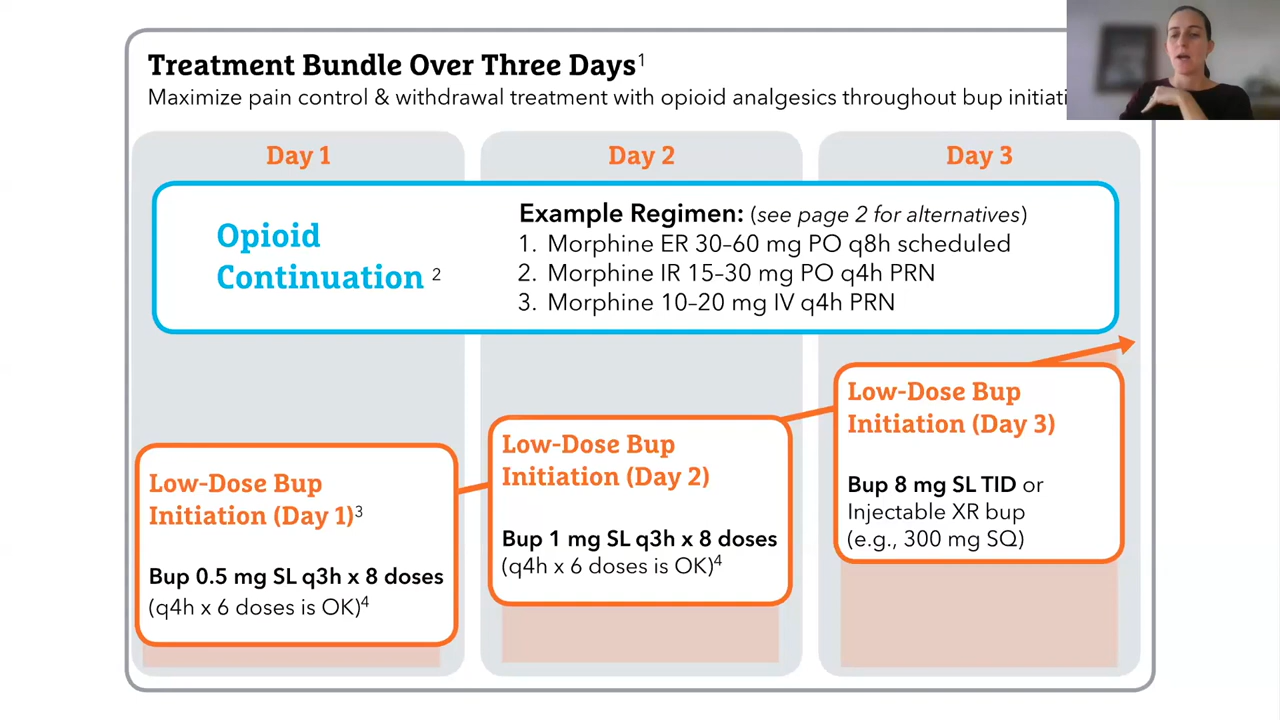 Treatment Bundle Over Three Days¹
Maximize pain control & withdrawal treatment with opioid analgesics throughout bup
Day 1
Day 2
Day 3
Opioid
Continuation ²
Example Regimen: (see page 2 for alternatives)
1. Morphine ER 30–60 mg PO q8h scheduled
2. Morphine IR 15–30 mg PO q4h PRN
3. Morphine 10–20 mg IV q4h PRN
Low-Dose Bup
Initiation (Day 1)³
Bup 0.5 mg SL q3h x 8 doses
(q4h x 6 doses is OK)⁴
Low-Dose Bup
Initiation (Day 2)
Bup 1 mg SL q3h x 8 doses
(q4h x 6 doses is OK)⁴
Low-Dose Bup
Initiation (Day 3)
Bup 8 mg SL TID or
Injectable XR bup
(e.g., 300 mg SQ)